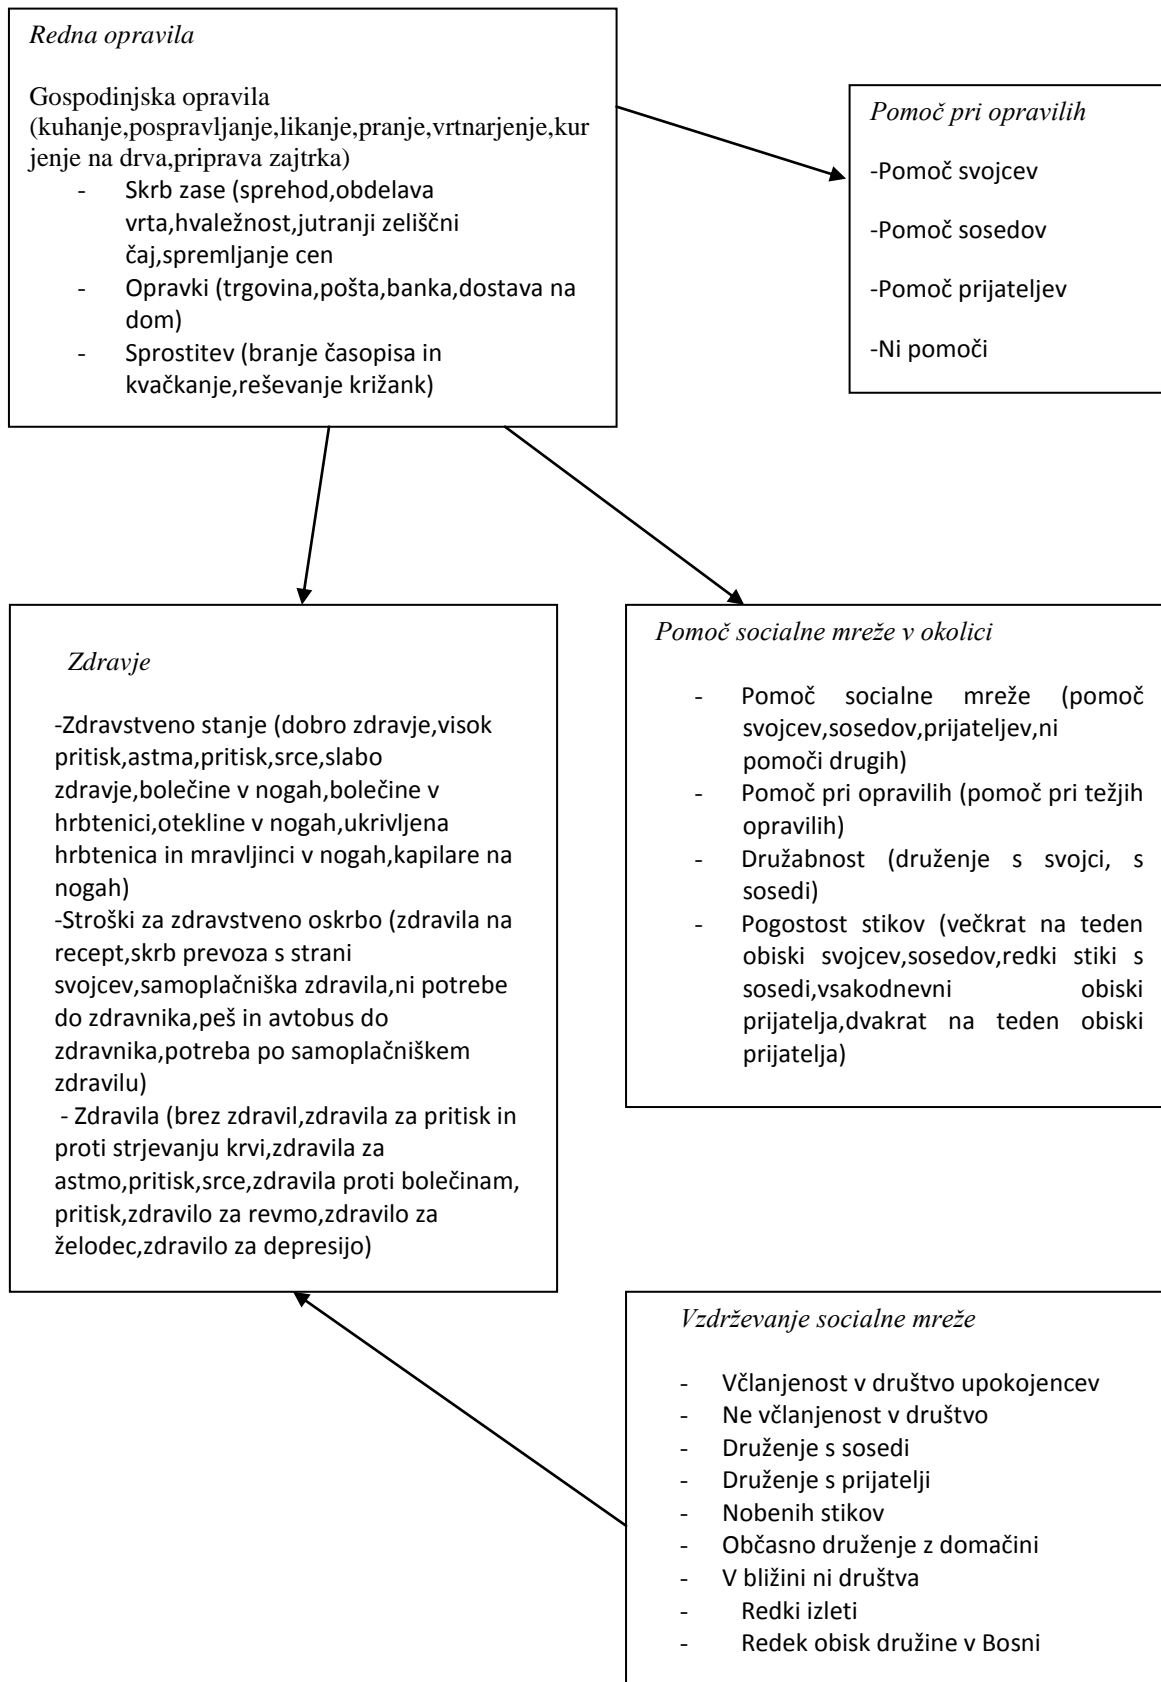 Redna opravila
Gospodinjska opravila
(kuhanje,pospravljanje,likanje,pranje,vrtnarjenje,kur
jenje na drva,priprava zajtrka)
- Skrb zase (sprehod,obdelava
vrta,hvaležnost,jutranji zeliščni
čaj,spremljanje cen
- Opravki (trgovina,pošta,banka,dostava na
dom)
- Sprostitev (branje časopisa in
kvačkanje,reševanje križank)
Pomoč pri opravilih
-Pomoč svojcev
-Pomoč sosedov
-Pomoč prijateljev
-Ni pomoči
Zdravje
-Zdravstveno stanje (dobro zdravje,visok
pritisk,astma,pritisk,srce,slabo
zdravje,bolečine v nogah,bolečine v
hrbtenici,otekline v nogah,ukrivljena
hrbtenica in mravljinci v nogah,kapilare na
nogah)
-Stroški za zdravstveno oskrbo (zdravila na
recept,skrb prevoza s strani
svojcev,samoplačniška zdravila,ni potrebe
do zdravnika,peš in avtobus do
zdravnika,potreba po samoplačniškem
zdravilu)
- Zdravila (brez zdravil,zdravila za pritisk in
proti strjevanju krvi,zdravila za
astmo,pritisk,srce,zdravila proti bolečinam,
pritisk,zdravilo za revmo,zdravilo za
želodec,zdravilo za depresijo)
Pomoč socialne mreže v okolici
- Pomoč socialne mreže (pomoč
svojcev,sosedov,prijateljev,ni
pomoči drugih)
- Pomoč pri opravilih (pomoč pri težjih
opravilih)
- Družabnost (druženje s svojci, s
sosedi)
- Pogostost stikov (večkrat na teden
obiski svojcev,sosedov,redki stiki s
sosedi,vsakodnevni obiski
prijatelja,dvakrat na teden obiski
prijatelja)
Vzdrževanje socialne mreže
- Včlanjenost v društvo upokojencev
- Ne včlanjenost v društvo
- Druženje s sosedi
- Druženje s prijatelji
- Nobenih stikov
- Občasno druženje z domačini
- V bližini ni društva
- Redki izleti
- Redek obisk družine v Bosni